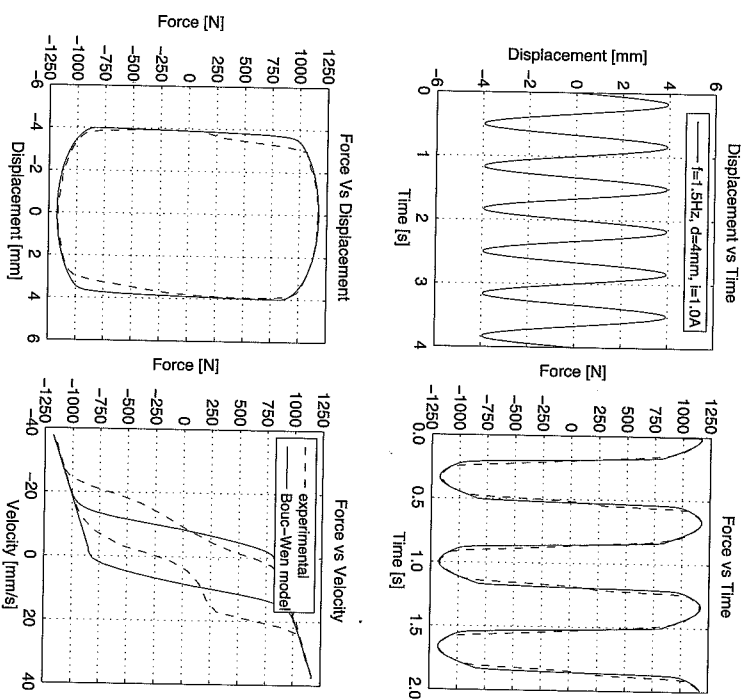 Displacement vs Time
Displacement [mm]
6
4
2
0
−2
−4
−6
f=1.5Hz, d=4mm, i=1.0A
0 1 2 3 4
Time [s]
Force vs Time
Force [N]
1250
1000
750
500
250
0
−250
−500
−750
−1000
−1250
0.0 0.5 1.0 1.5 2.0
Time [s]
Force Vs Displacement
Force [N]
1250
1000
750
500
250
0
−250
−500
−750
−1000
−1250
−6 −4 −2 0 2 4 6
Displacement [mm]
Force vs Velocity
Force [N]
1250
1000
750
500
250
0
−250
−500
−750
−1000
−1250
experimental
Bouc−Wen model
−40 −20 0 20 40
Velocity [mm/s]